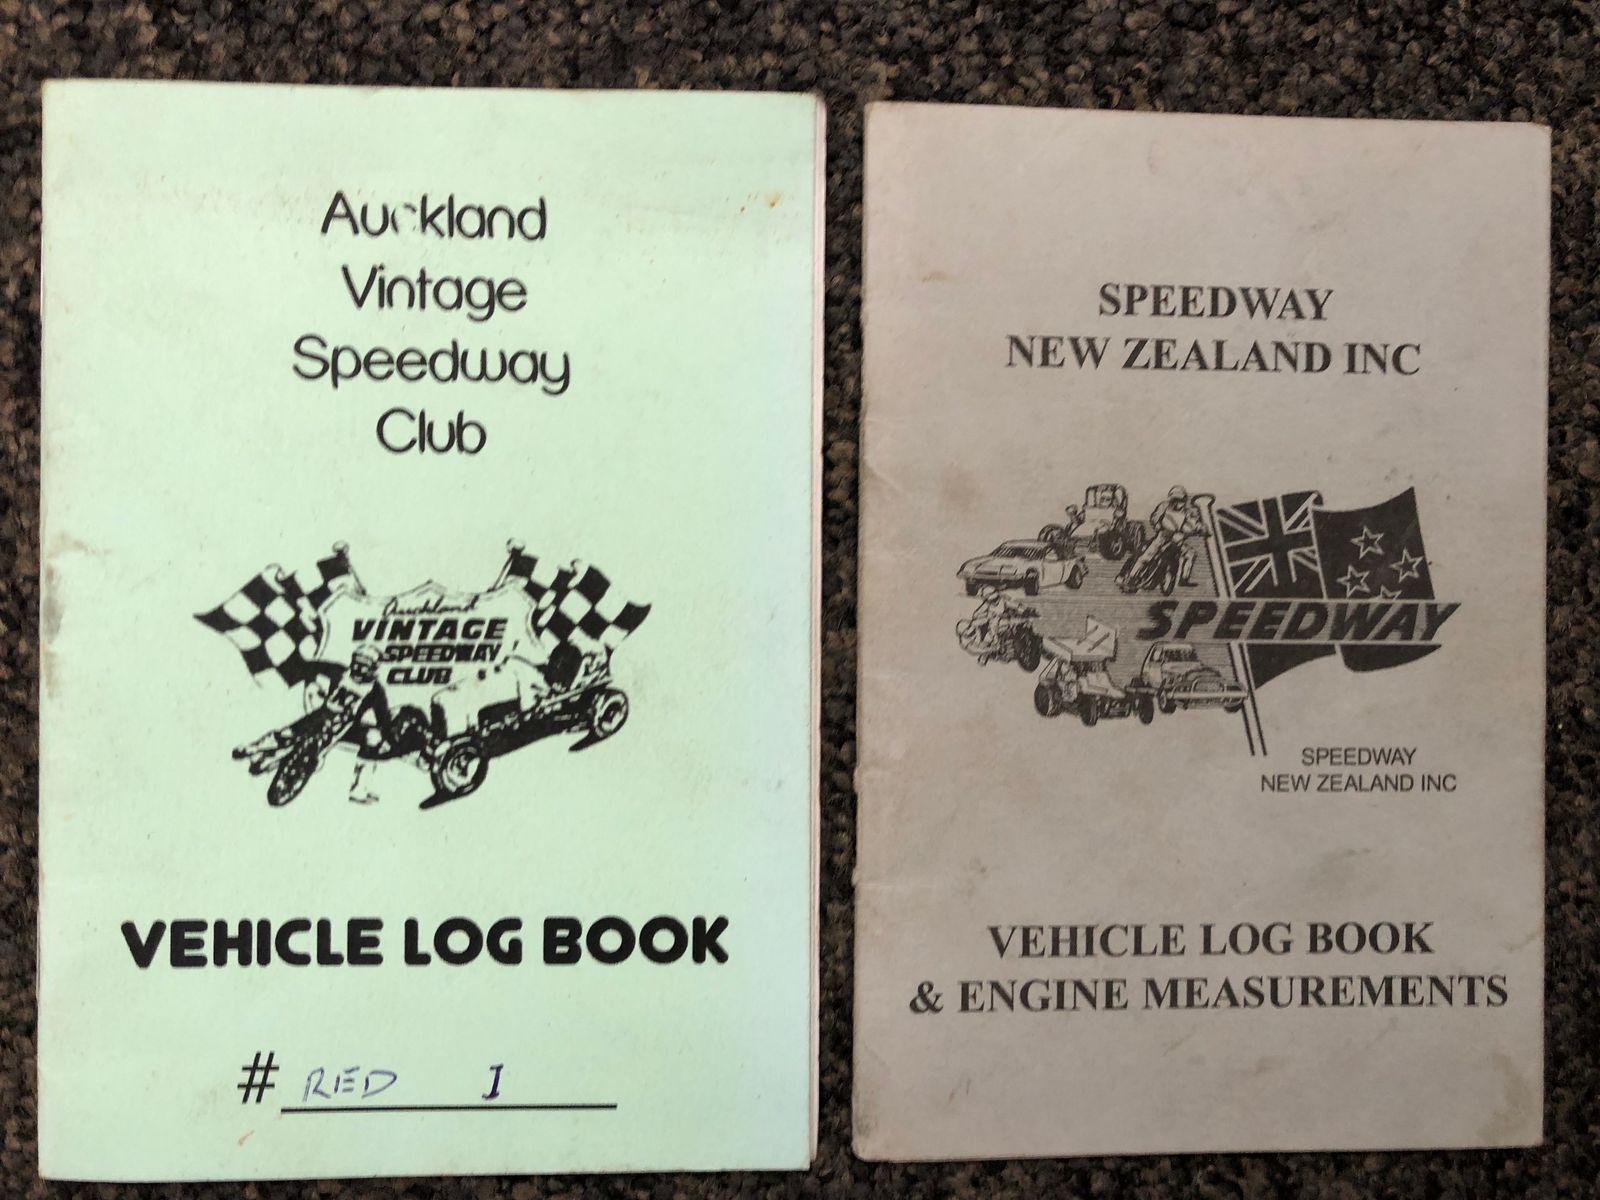 Auckland
Vintage
Speedway
Club
Auckland
VINTAGE
SPEEDWAY
CLUB
VEHICLE LOG BOOK
# RED I
SPEEDWAY
NEW ZEALAND INC
SPEEDWAY
SPEEDWAY
NEW ZEALAND INC
VEHICLE LOG BOOK
& ENGINE MEASUREMENTS